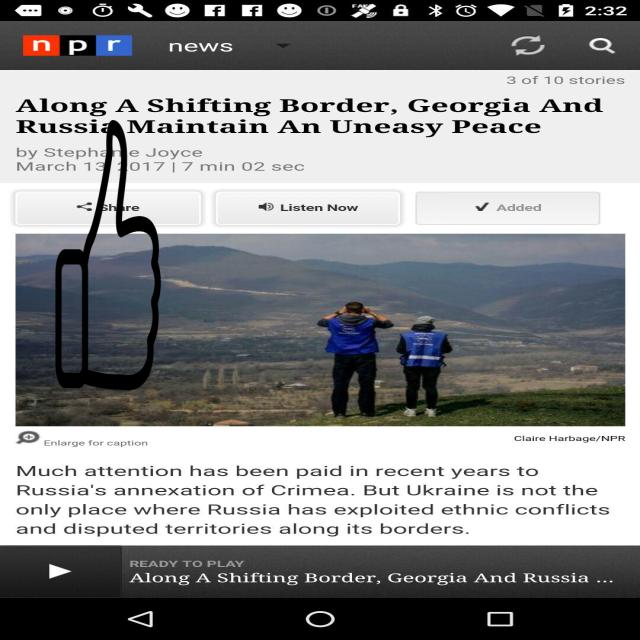 2:32
npr news
3 of 10 stories
Along A Shifting Border, Georgia And
Russia Maintain An Uneasy Peace
by Stephanie Joyce
March 13, 2017 | 7 min 02 sec
Share Listen Now Added
Enlarge for caption Claire Harbage/NPR
Much attention has been paid in recent years to
Russia's annexation of Crimea. But Ukraine is not the
only place where Russia has exploited ethnic conflicts
and disputed territories along its borders.
READY TO PLAY
Along A Shifting Border, Georgia And Russia ...